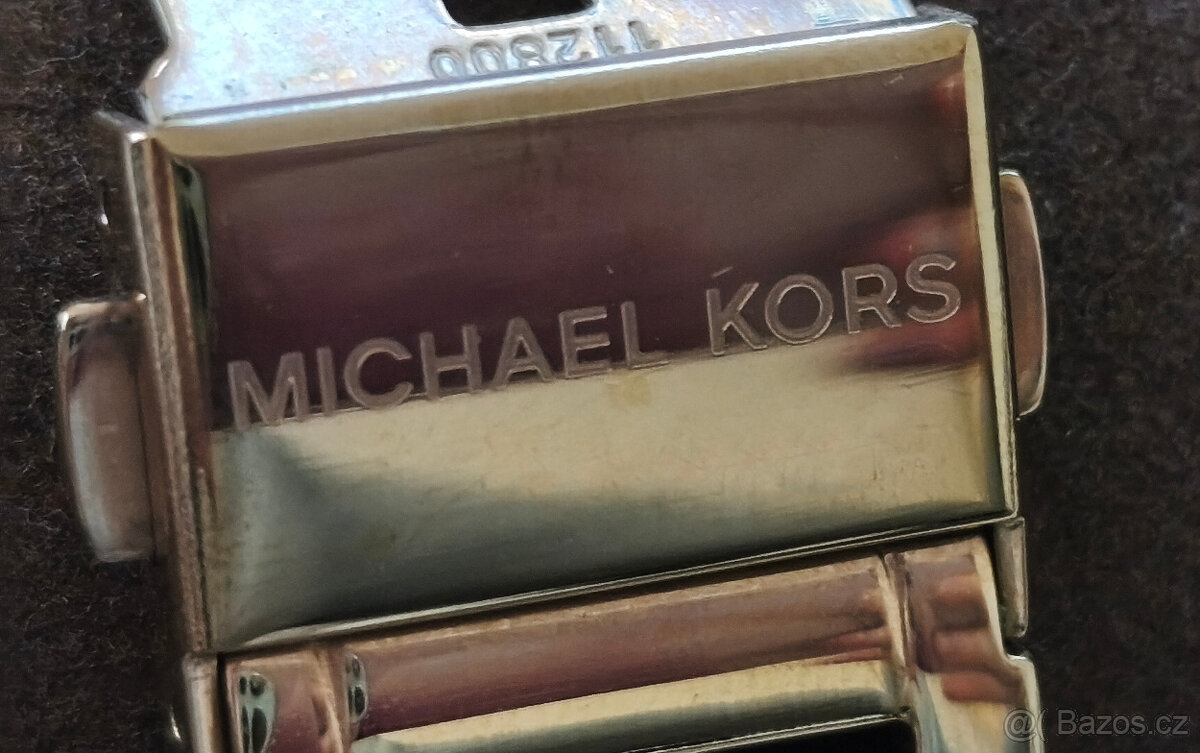 112800
MICHAEL KORS
@( Bazos.cz